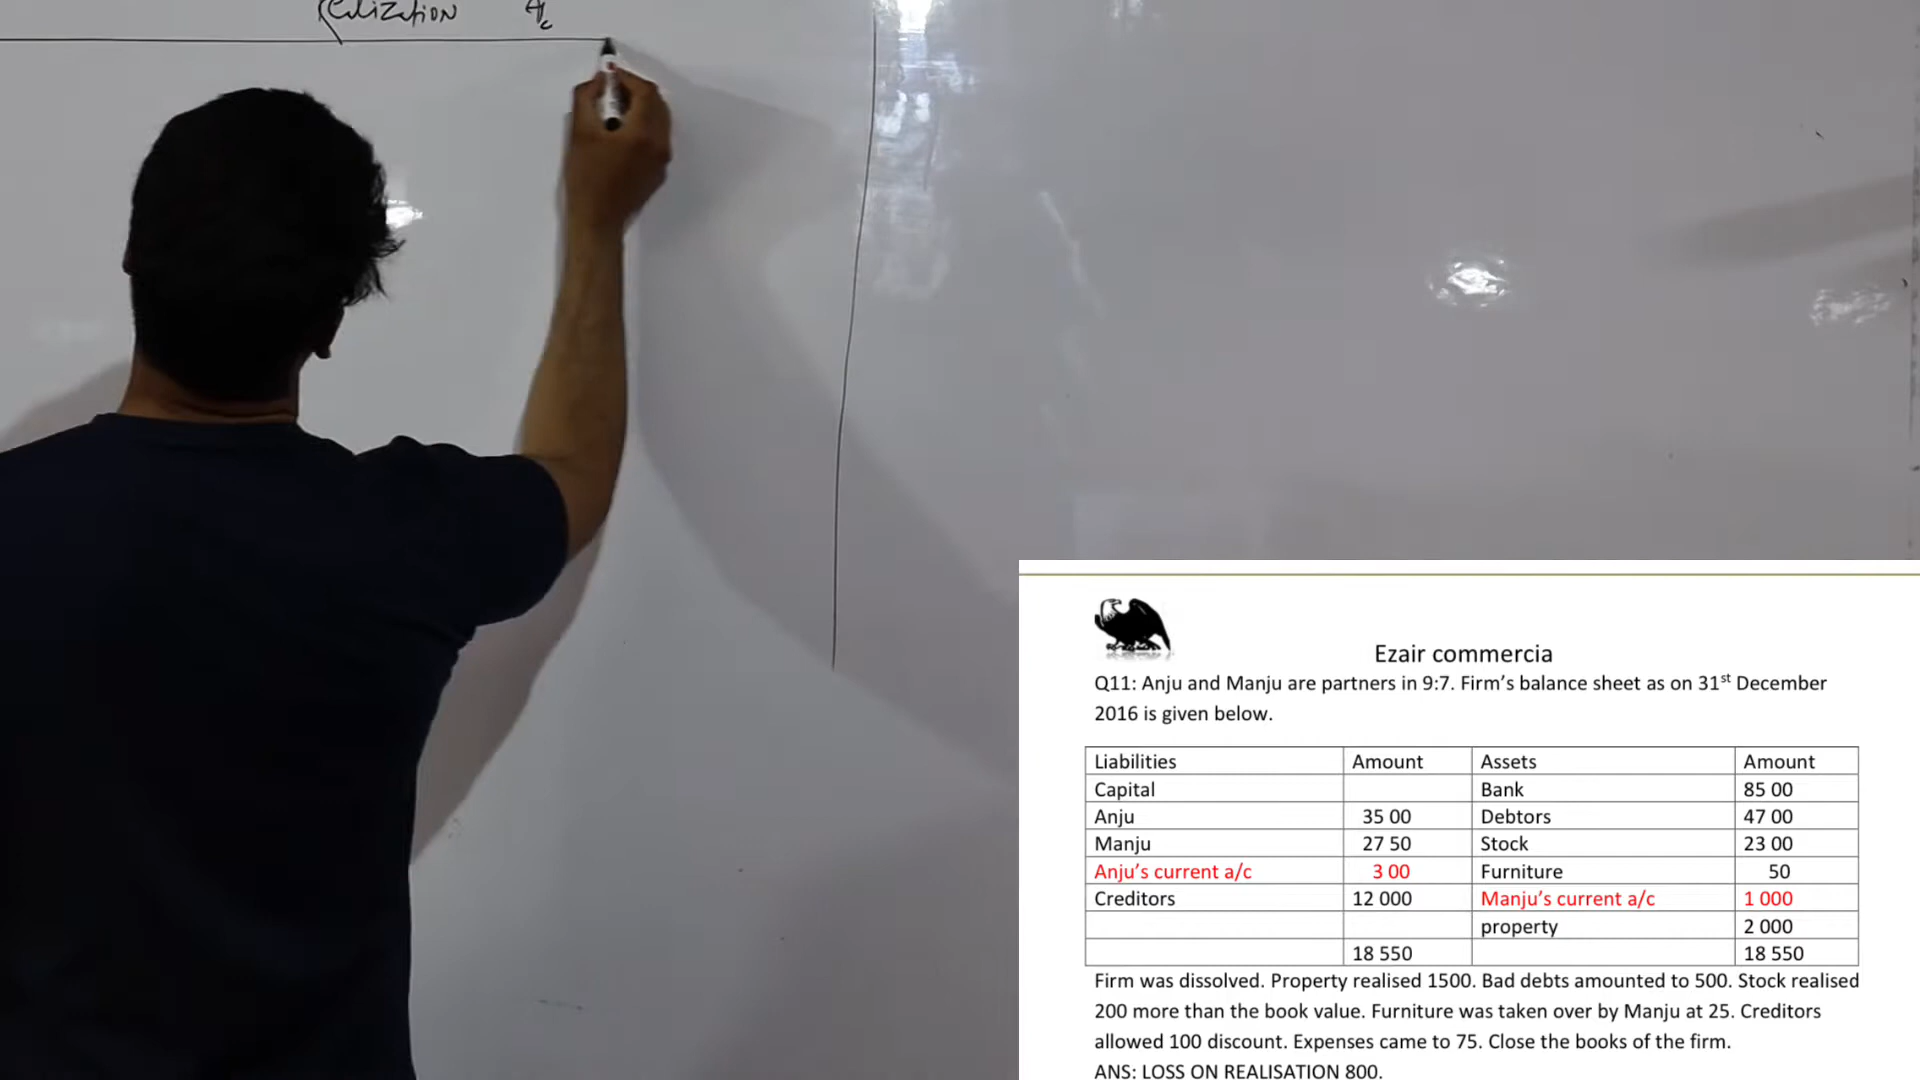 Realization A/c
Ezair commercia
Q11: Anju and Manju are partners in 9:7. Firm’s balance sheet as on 31st December
2016 is given below.
Liabilities Amount Assets Amount
Capital Bank 85 00
Anju 35 00 Debtors 47 00
Manju 27 50 Stock 23 00
Anju’s current a/c 3 00 Furniture 50
Creditors 12 000 Manju’s current a/c 1 000
property 2 000
18 550 18 550
Firm was dissolved. Property realised 1500. Bad debts amounted to 500. Stock realised
200 more than the book value. Furniture was taken over by Manju at 25. Creditors
allowed 100 discount. Expenses came to 75. Close the books of the firm.
ANS: LOSS ON REALISATION 800.